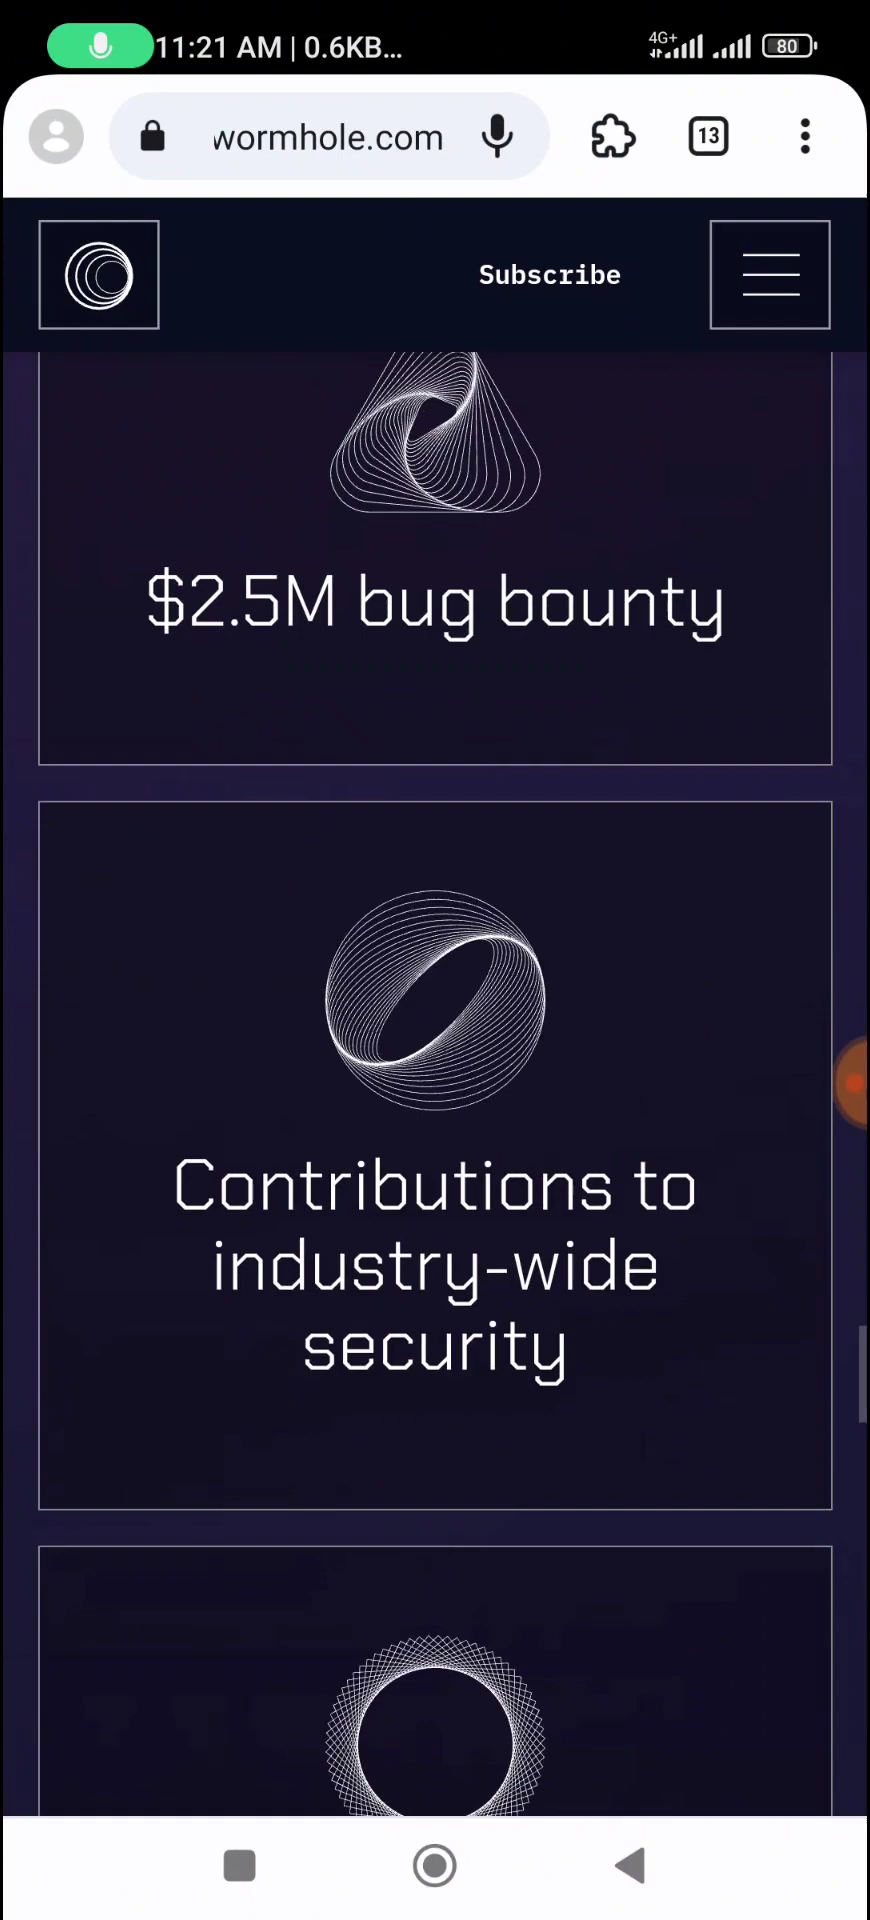 11:21 AM | 0.6KB...
4G+
80
wormhole.com
13
Subscribe
$2.5M bug bounty
Contributions to
industry-wide
security